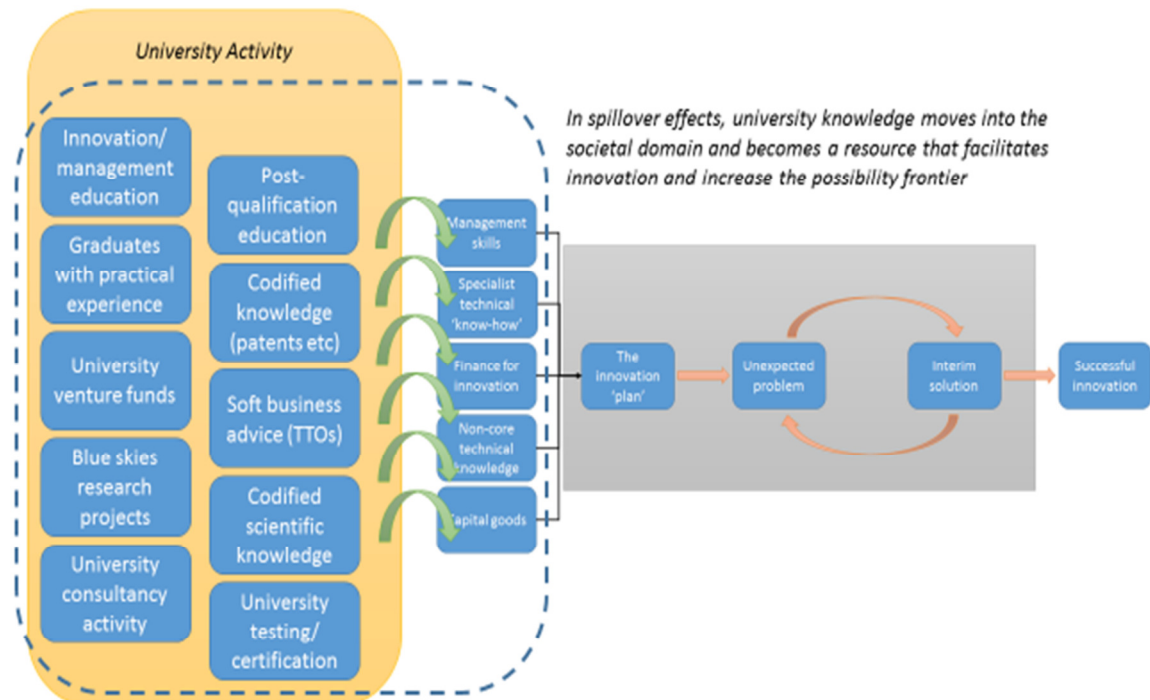 University Activity
In spillover effects, university knowledge moves into the
societal domain and becomes a resource that facilitates
innovation and increase the possibility frontier
Innovation/
management
education
Graduates
with practical
experience
University
venture funds
Blue skies
research
projects
University
consultancy
activity
Post-
qualification
education
Codified
knowledge
(patents etc)
Soft business
advice (TTOs)
Codified
scientific
knowledge
University
testing/
certification
Management
skills
Specialist
technical
'know-how'
Finance for
innovation
Non-core
technical
knowledge
Capital goods
The
innovation
'plan'
Unexpected
problem
Interim
solution
Successful
innovation